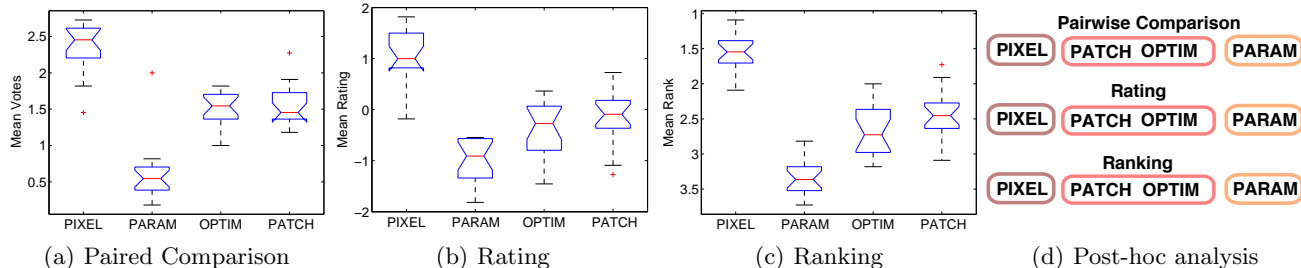 Mean Votes
2.5
2
1.5
1
0.5
PIXEL PARAM OPTIM PATCH
(a) Paired Comparison
Mean Rating
2
1
0
−1
−2
PIXEL PARAM OPTIM PATCH
(b) Rating
Mean Rank
1
1.5
2
2.5
3
3.5
PIXEL PARAM OPTIM PATCH
(c) Ranking
Pairwise Comparison
PIXEL PATCH OPTIM PARAM
Rating
PIXEL PATCH OPTIM PARAM
Ranking
PIXEL PATCH OPTIM PARAM
(d) Post-hoc analysis